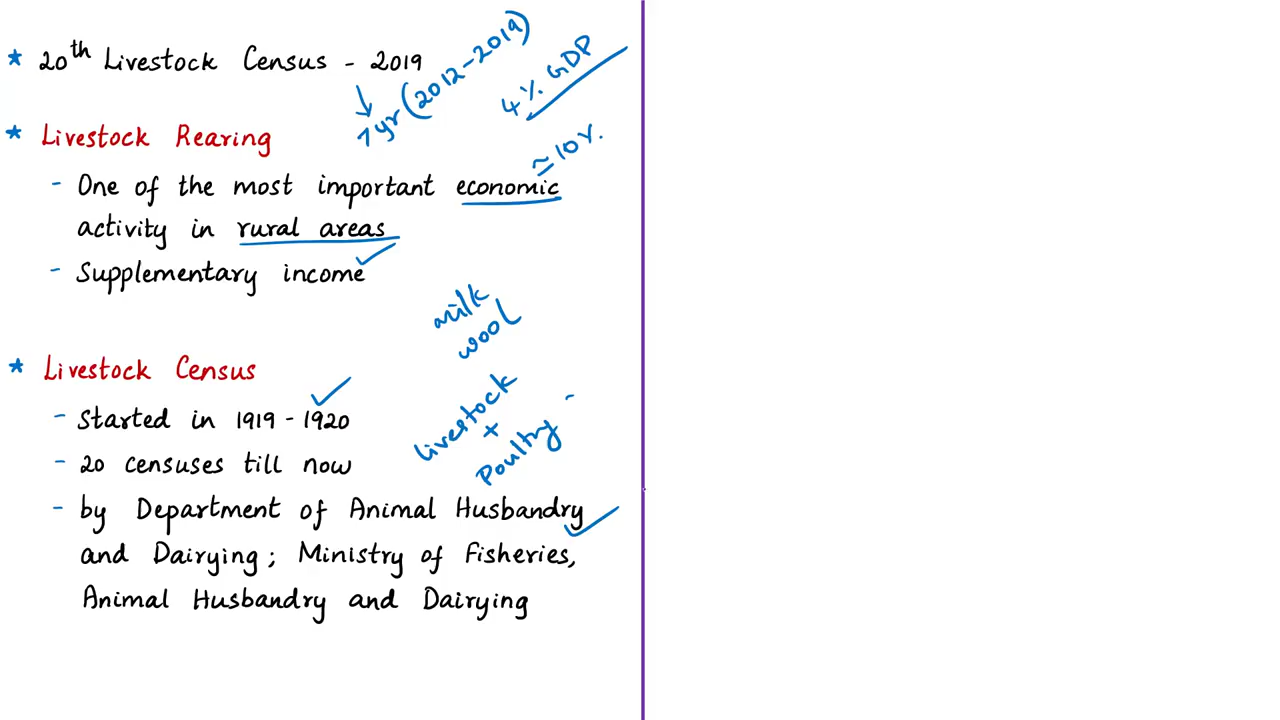 * 20th Livestock Census - 2019
7 yr (2012-2019)
4% GDP
* Livestock Rearing
≃ 10%.
- One of the most important economic
activity in rural areas
- Supplementary income
milk
wool
* Livestock Census
- Started in 1919 - 1920
livestock
+
Poultry -
- 20 censuses till now
- by Department of Animal Husbandry
and Dairying; Ministry of Fisheries,
Animal Husbandry and Dairying